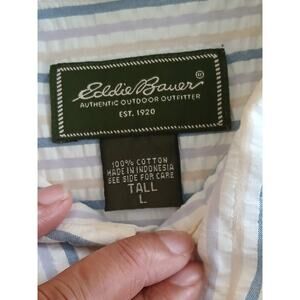 Eddie Bauer
AUTHENTIC OUTDOOR OUTFITTER
EST. 1920
100% COTTON
MADE IN INDONESIA
SEE SIDE FOR CARE
TALL
L